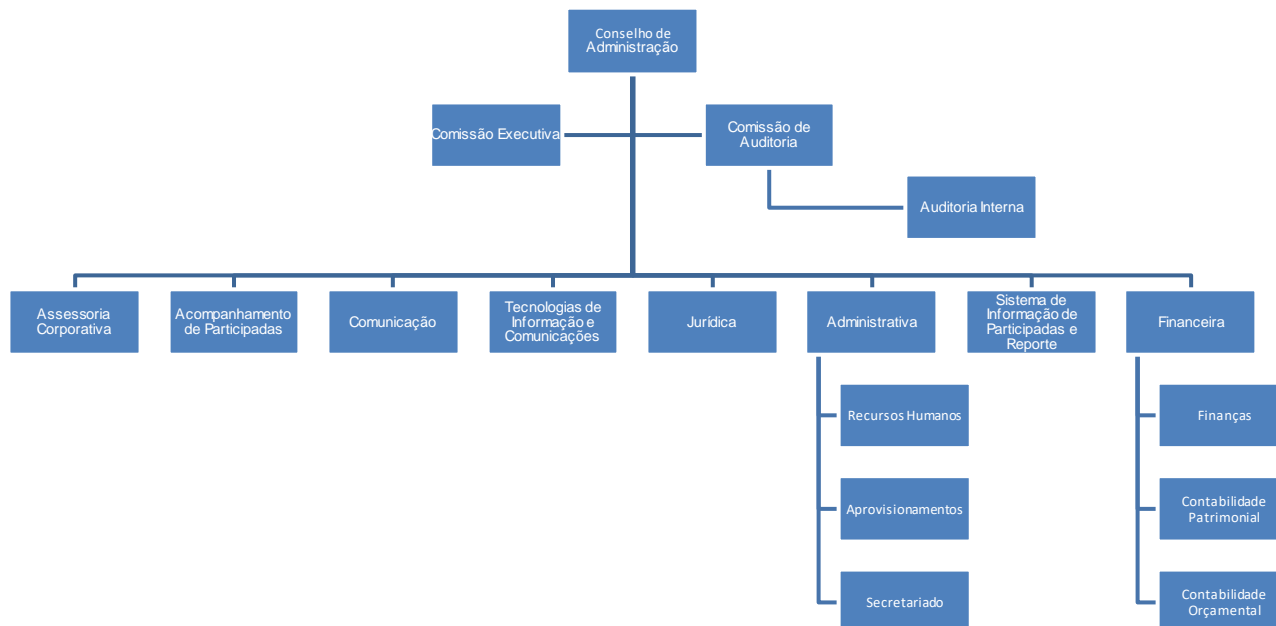 Conselho de
Administração
Comissão Executiva
Comissão de
Auditoria
Auditoria Interna
Assessoria
Corporativa
Acompanhamento
de Participadas
Comunicação
Tecnologias de
Informação e
Comunicações
Jurídica
Administrativa
Sistema de
Informação de
Participadas e
Reporte
Financeira
Recursos Humanos
Finanças
Aprovisionamentos
Contabilidade
Patrimonial
Secretariado
Contabilidade
Orçamental